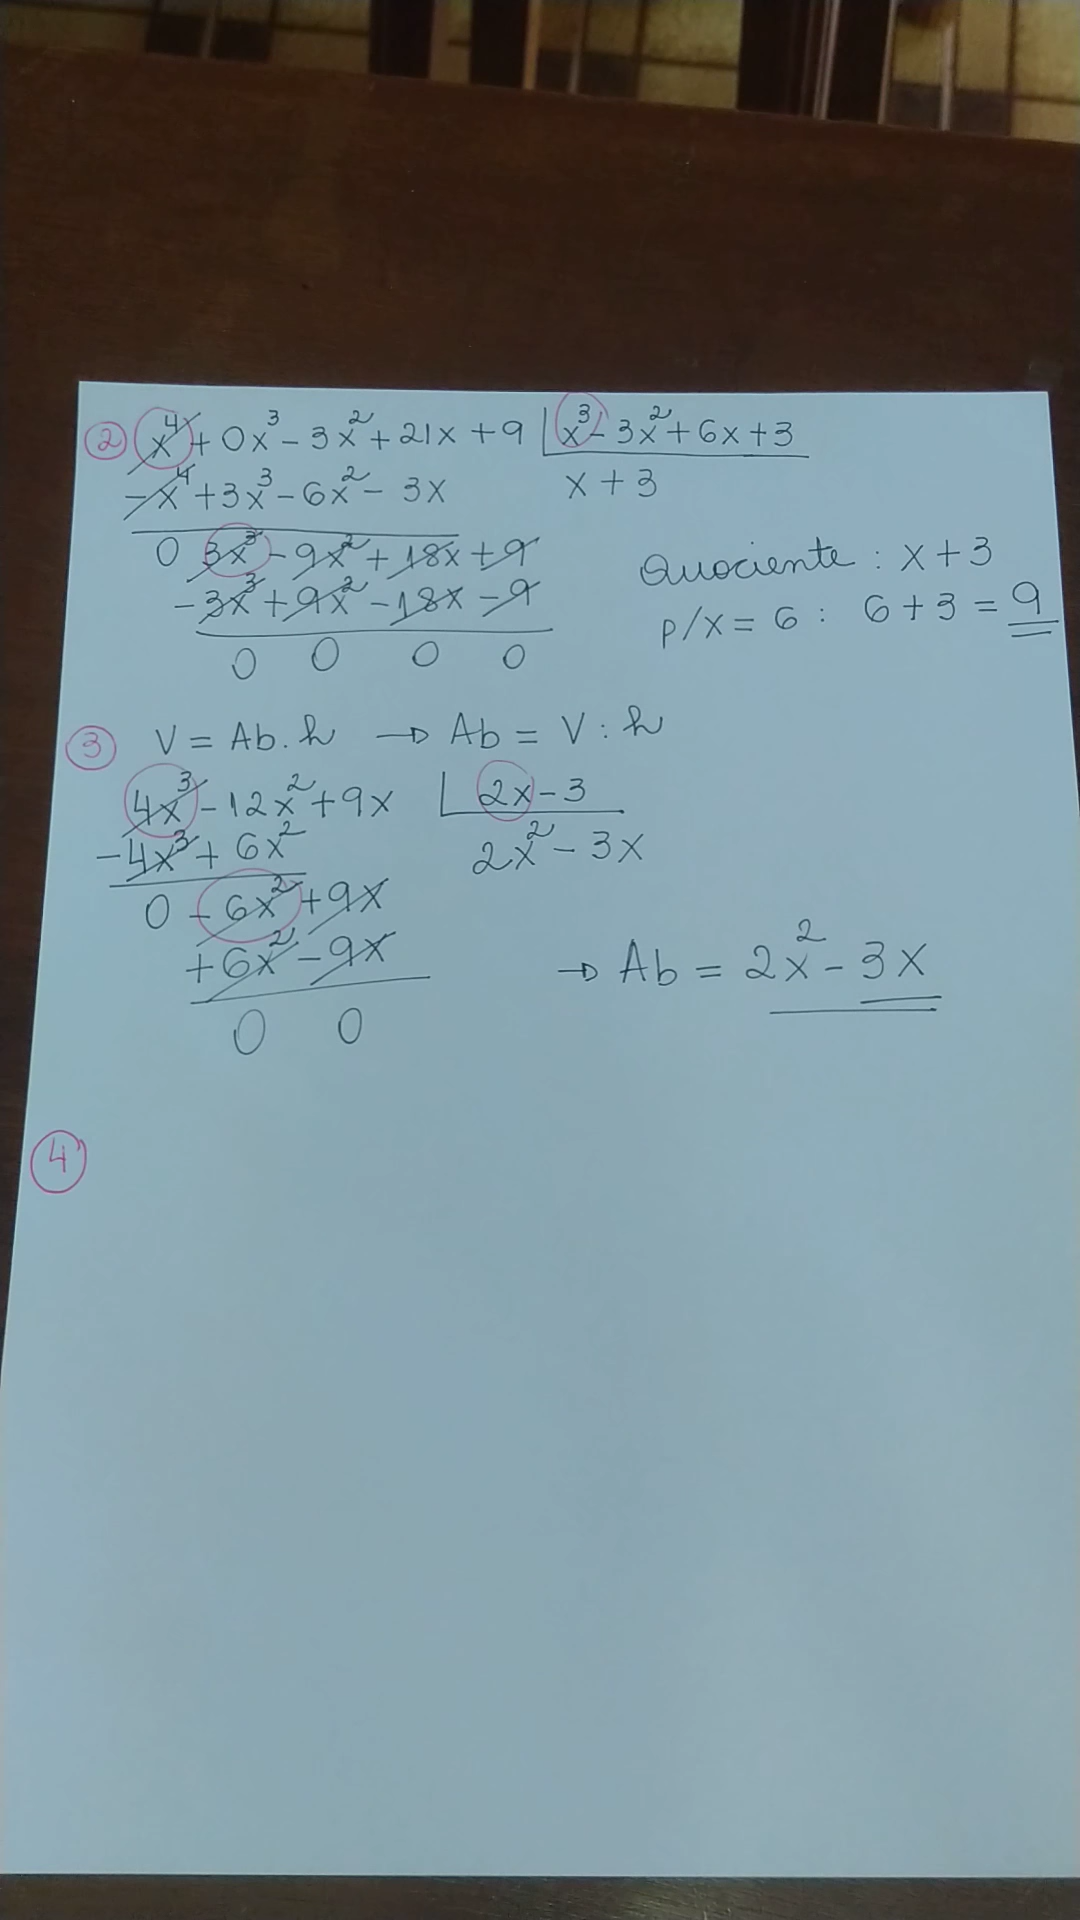 ② x⁴ + 0x³ - 3x² + 21x + 9 | x³ - 3x² + 6x + 3
-x⁴ + 3x³ - 6x² - 3x x + 3
0 3x³ - 9x² + 18x + 9
Quociente : x + 3
-3x³ + 9x² - 18x - 9
p/x = 6 : 6 + 3 = 9
0 0 0 0
③ V = Ab . h → Ab = V : h
4x³ - 12x² + 9x | 2x - 3
-4x³ + 6x² 2x² - 3x
0 - 6x² + 9x
+6x² - 9x → Ab = 2x² - 3x
0 0
④